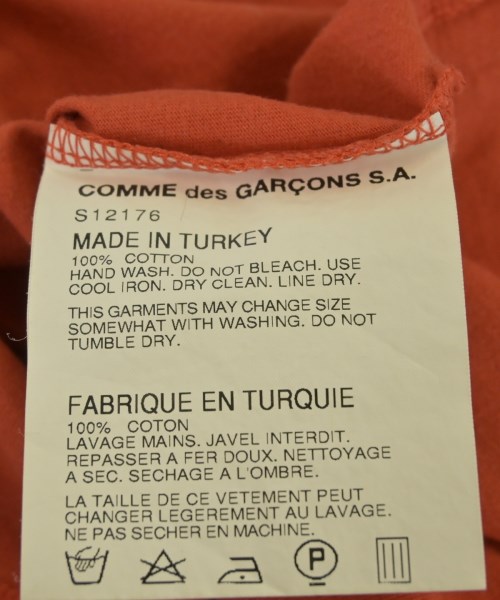 COMME des GARÇONS S.A.
S12176
MADE IN TURKEY
100% COTTON
HAND WASH. DO NOT BLEACH. USE
COOL IRON. DRY CLEAN. LINE DRY.
THIS GARMENTS MAY CHANGE SIZE
SOMEWHAT WITH WASHING. DO NOT
TUMBLE DRY.
FABRIQUE EN TURQUIE
100% COTON
LAVAGE MAINS. JAVEL INTERDIT.
REPASSER A FER DOUX. NETTOYAGE
A SEC. SECHAGE A L'OMBRE.
LA TAILLE DE CE VETEMENT PEUT
CHANGER LEGEREMENT AU LAVAGE.
NE PAS SECHER EN MACHINE.
P